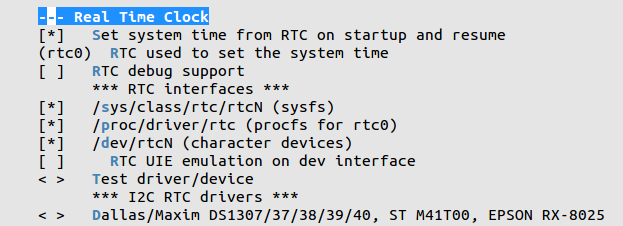 --- Real Time Clock
[*]   Set system time from RTC on startup and resume
(rtc0)  RTC used to set the system time
[ ]   RTC debug support
      *** RTC interfaces ***
[*]   /sys/class/rtc/rtcN (sysfs)
[*]   /proc/driver/rtc (procfs for rtc0)
[*]   /dev/rtcN (character devices)
[ ]     RTC UIE emulation on dev interface
< >   Test driver/device
      *** I2C RTC drivers ***
< >   Dallas/Maxim DS1307/37/38/39/40, ST M41T00, EPSON RX-8025